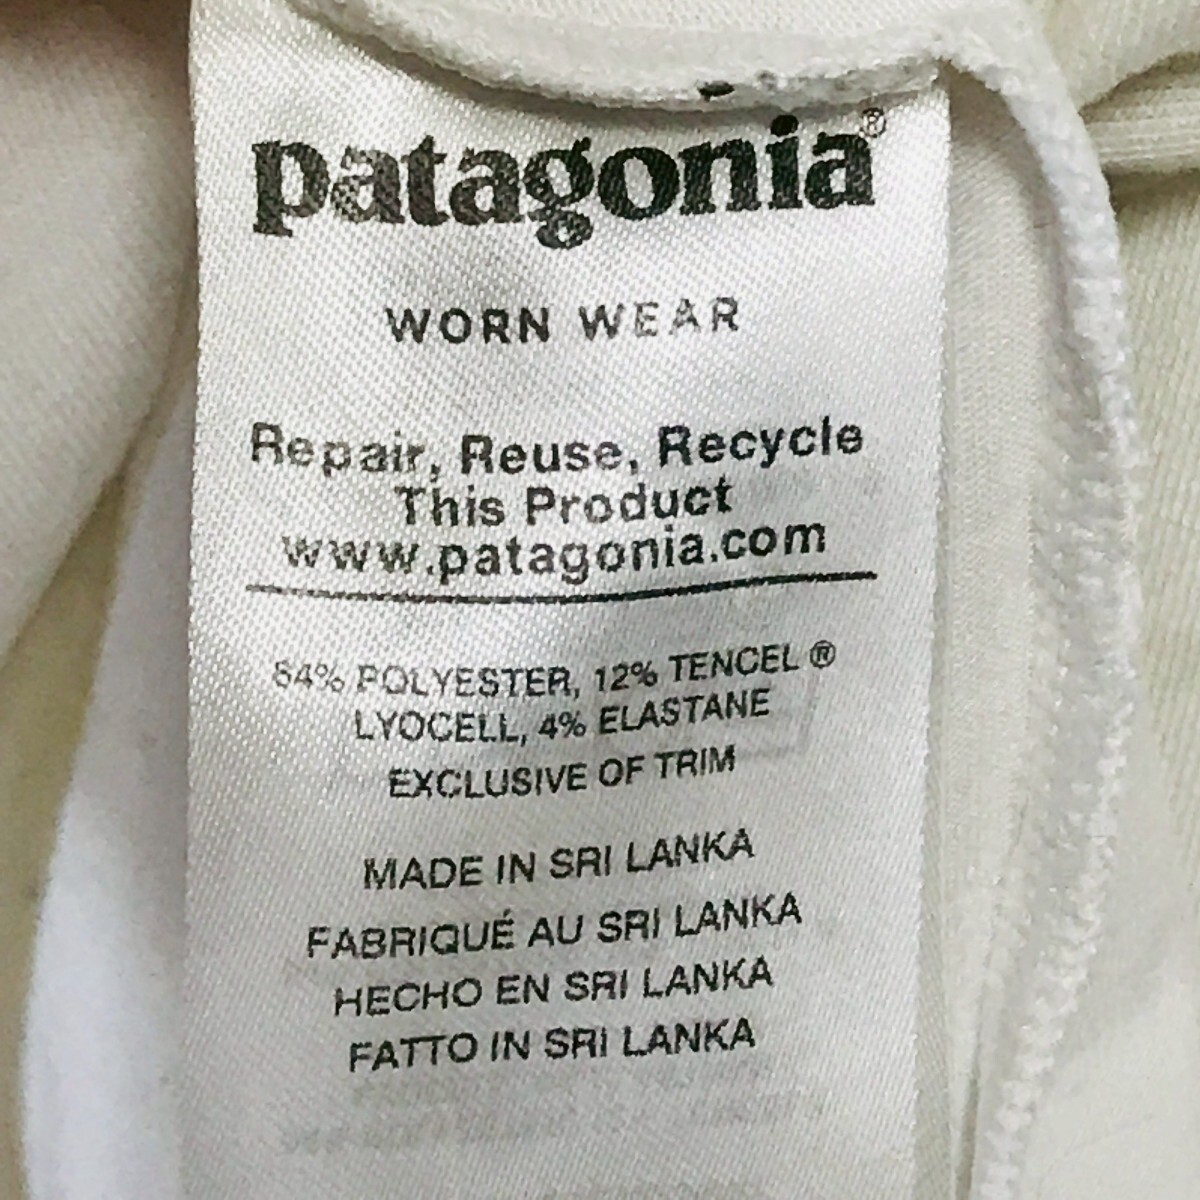 patagonia®
WORN WEAR
Repair, Reuse, Recycle
This Product
www.patagonia.com
84% POLYESTER, 12% TENCEL ®
LYOCELL, 4% ELASTANE
EXCLUSIVE OF TRIM
MADE IN SRI LANKA
FABRIQUÉ AU SRI LANKA
HECHO EN SRI LANKA
FATTO IN SRI LANKA